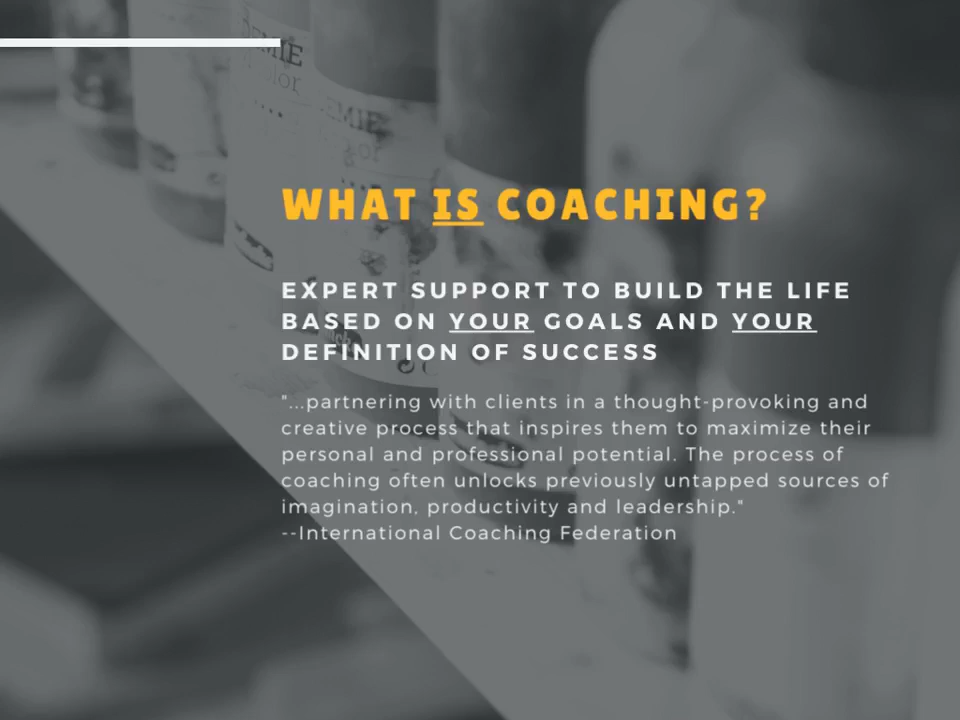 WHAT IS COACHING?
EXPERT SUPPORT TO BUILD THE LIFE
BASED ON YOUR GOALS AND YOUR
DEFINITION OF SUCCESS
"...partnering with clients in a thought-provoking and
creative process that inspires them to maximize their
personal and professional potential. The process of
coaching often unlocks previously untapped sources of
imagination, productivity and leadership."
--International Coaching Federation